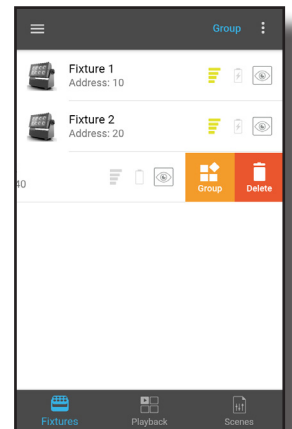 Group
Fixture 1
Address: 10
Fixture 2
Address: 20
40
Group
Delete
Fixtures
Playback
Scenes